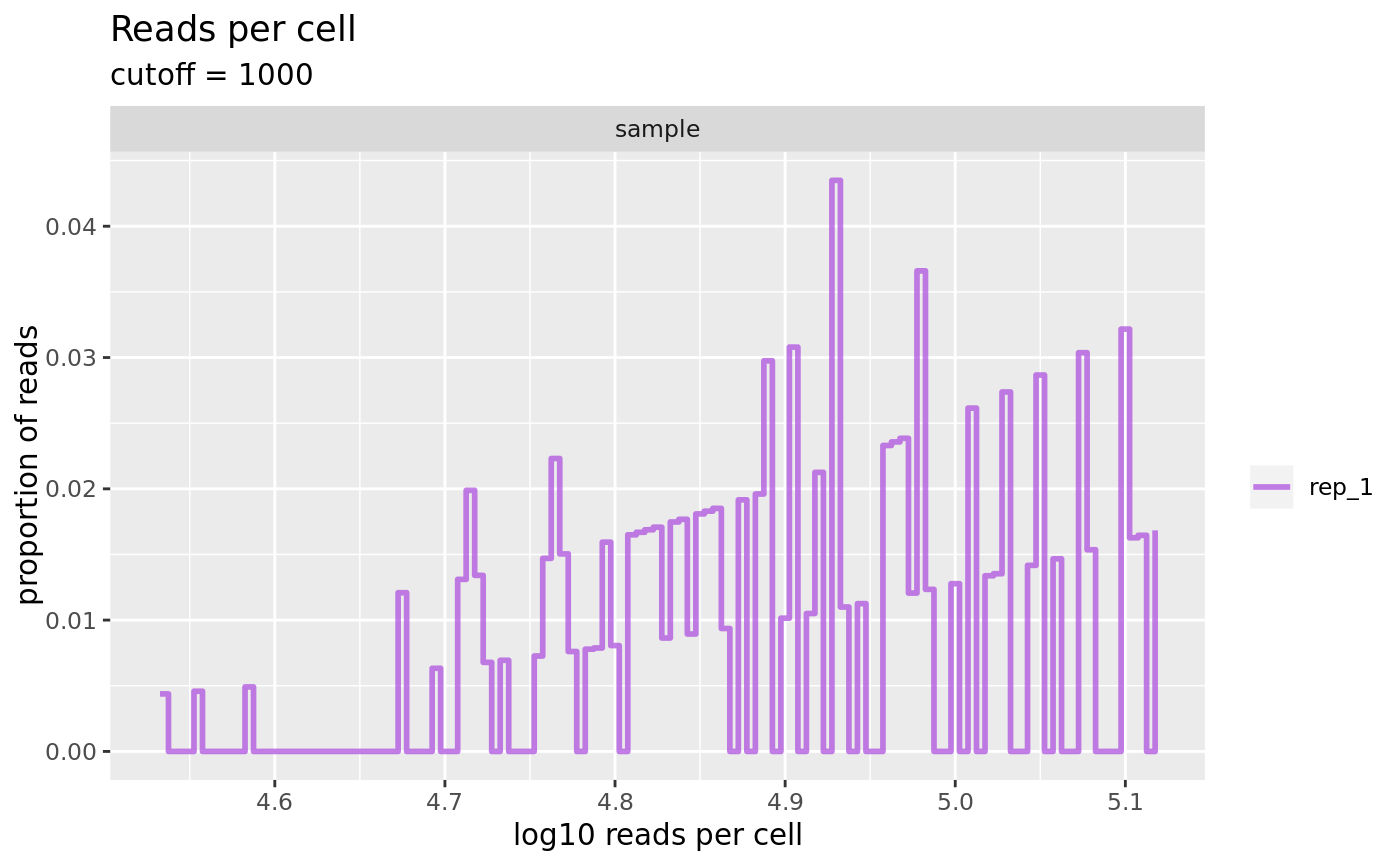 Reads per cell
cutoff = 1000
sample
proportion of reads
0.04
0.03
0.02
0.01
0.00
4.6 4.7 4.8 4.9 5.0 5.1
log10 reads per cell
rep_1